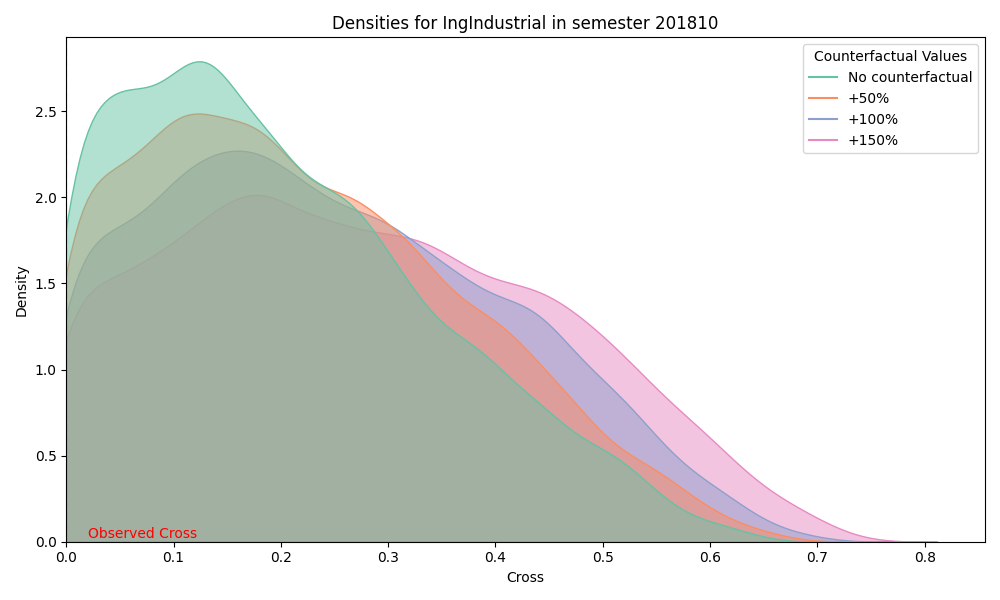 Densities for IngIndustrial in semester 201810
Counterfactual Values
No counterfactual
+50%
+100%
+150%
2.5
2.0
1.5
1.0
0.5
0.0
Density
Observed Cross
0.0 0.1 0.2 0.3 0.4 0.5 0.6 0.7 0.8
Cross